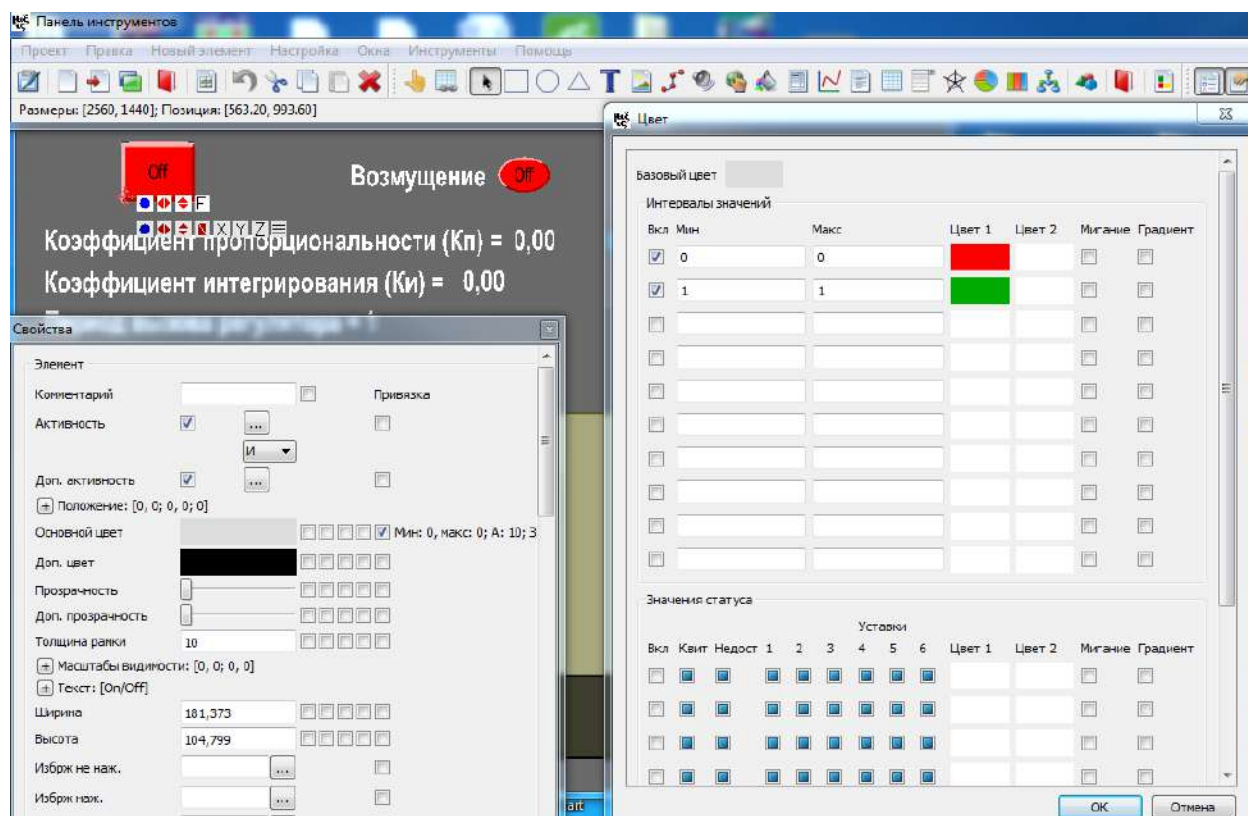 Панель инструментов
Проект Правка Новый элемент Настройка Окна Инструменты Помощь
Размеры: [2560, 1440]; Позиция: [563.20, 993.60]
Off
Возмущение Off
F
X Y Z
Коэффициент пропорциональности (Кп) = 0,00
Коэффициент интегрирования (Ки) = 0,00
Свойства
Элемент
Комментарий Привязка
Активность ...
И
Доп. активность ...
+ Положение: [0, 0; 0, 0; 0]
Основной цвет Мин: 0, макс: 0; А: 10; З
Доп. цвет
Прозрачность
Доп. прозрачность
Толщина рамки 10
+ Масштабы видимости: [0, 0; 0, 0]
+ Текст: [On/Off]
Ширина 181,373
Высота 104,799
Избрж не наж. ...
Избрж наж. ...
art
Цвет
Базовый цвет
Интервалы значений
Вкл Мин Макс Цвет 1 Цвет 2 Мигание Градиент
0 0
1 1
Значения статуса
Уставки
Вкл Квит Недост 1 2 3 4 5 6 Цвет 1 Цвет 2 Мигание Градиент
OK Отмена